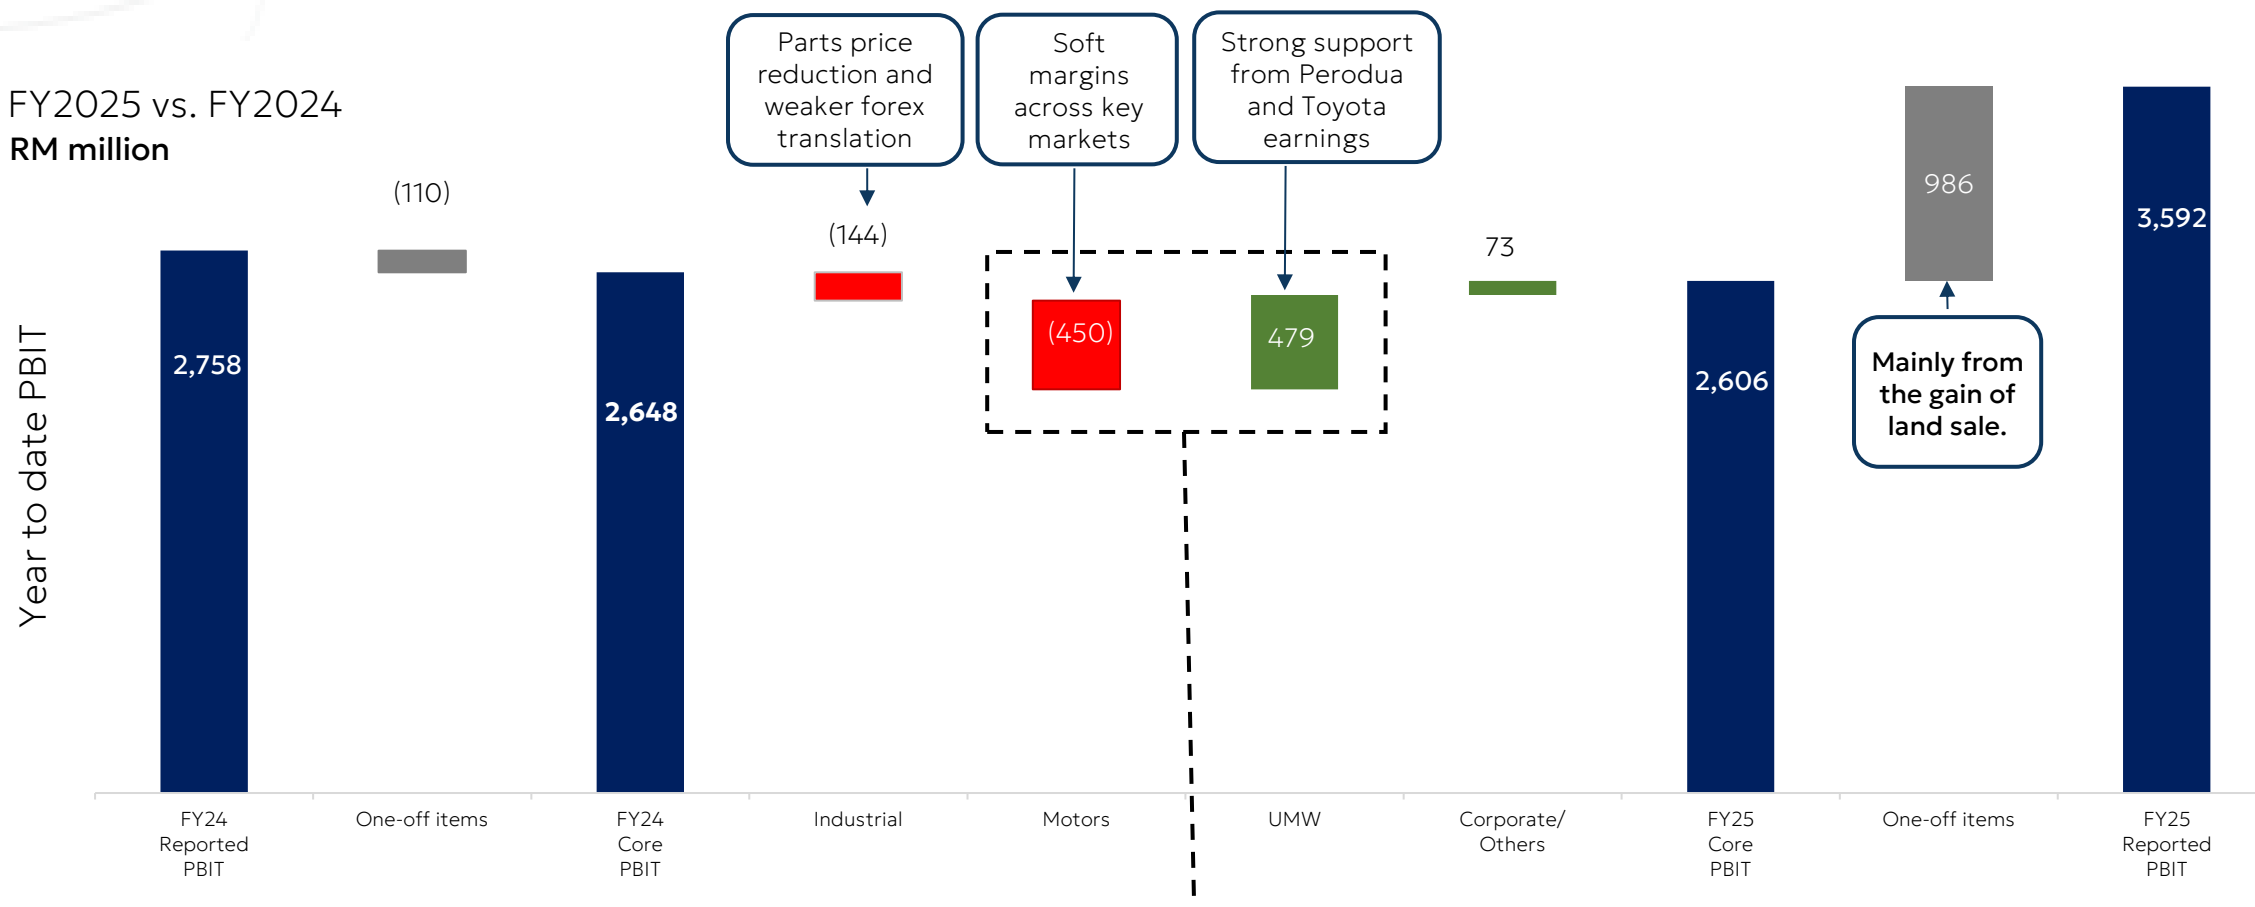 FY2025 vs. FY2024
RM million
Year to date PBIT
Parts price
reduction and
weaker forex
translation
Soft
margins
across key
markets
Strong support
from Perodua
and Toyota
earnings
2,758
(110)
2,648
(144)
(450)
479
73
2,606
986
Mainly from
the gain of
land sale.
3,592
FY24
Reported
PBIT
One-off items
FY24
Core
PBIT
Industrial
Motors
UMW
Corporate/
Others
FY25
Core
PBIT
One-off items
FY25
Reported
PBIT